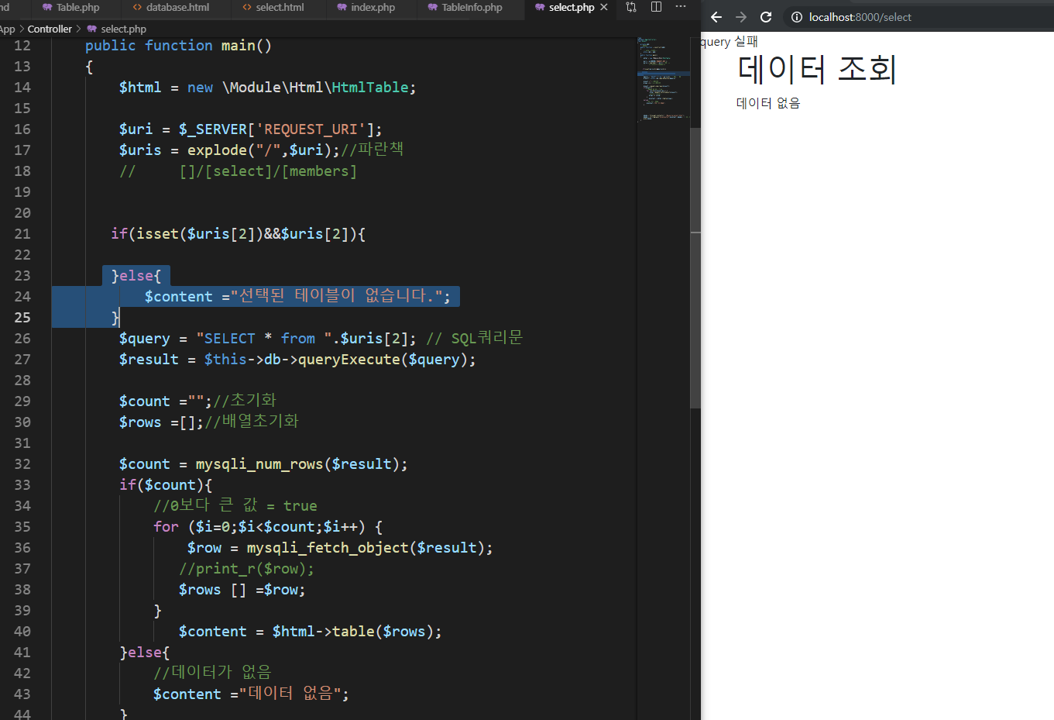 nd Table.php database.html select.html index.php TableInfo.php select.php
App > Controller > select.php
12 public function main()
13 {
14 $html = new \Module\Html\HtmlTable;
15
16 $uri = $_SERVER['REQUEST_URI'];
17 $uris = explode("/",$uri);//파란책
18 // []/[select]/[members]
19
20
21 if(isset($uris[2])&&$uris[2]){
22
23 }else{
24 $content ="선택된 테이블이 없습니다.";
25 }
26 $query = "SELECT * from ".$uris[2]; // SQL쿼리문
27 $result = $this->db->queryExecute($query);
28
29 $count ="";//초기화
30 $rows =[];//배열초기화
31
32 $count = mysqli_num_rows($result);
33 if($count){
34 //0보다 큰 값 = true
35 for ($i=0;$i<$count;$i++) {
36 $row = mysqli_fetch_object($result);
37 //print_r($row);
38 $rows [] =$row;
39 }
40 $content = $html->table($rows);
41 }else{
42 //데이터가 없음
43 $content ="데이터 없음";
44 }
localhost:8000/select
query 실패
데이터 조회
데이터 없음